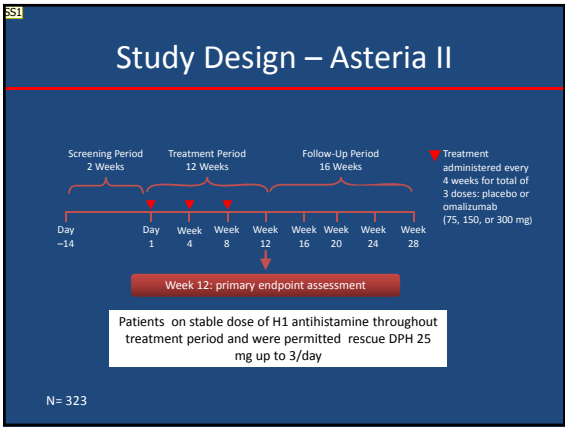 SS1
Study Design – Asteria II
Screening Period
2 Weeks
Treatment Period
12 Weeks
Follow-Up Period
16 Weeks
Treatment
administered every
4 weeks for total of
3 doses: placebo or
omalizumab
(75, 150, or 300 mg)
Day
–14
Day
1
Week
4
Week
8
Week
12
Week
16
Week
20
Week
24
Week
28
Week 12: primary endpoint assessment
Patients on stable dose of H1 antihistamine throughout
treatment period and were permitted rescue DPH 25
mg up to 3/day
N= 323